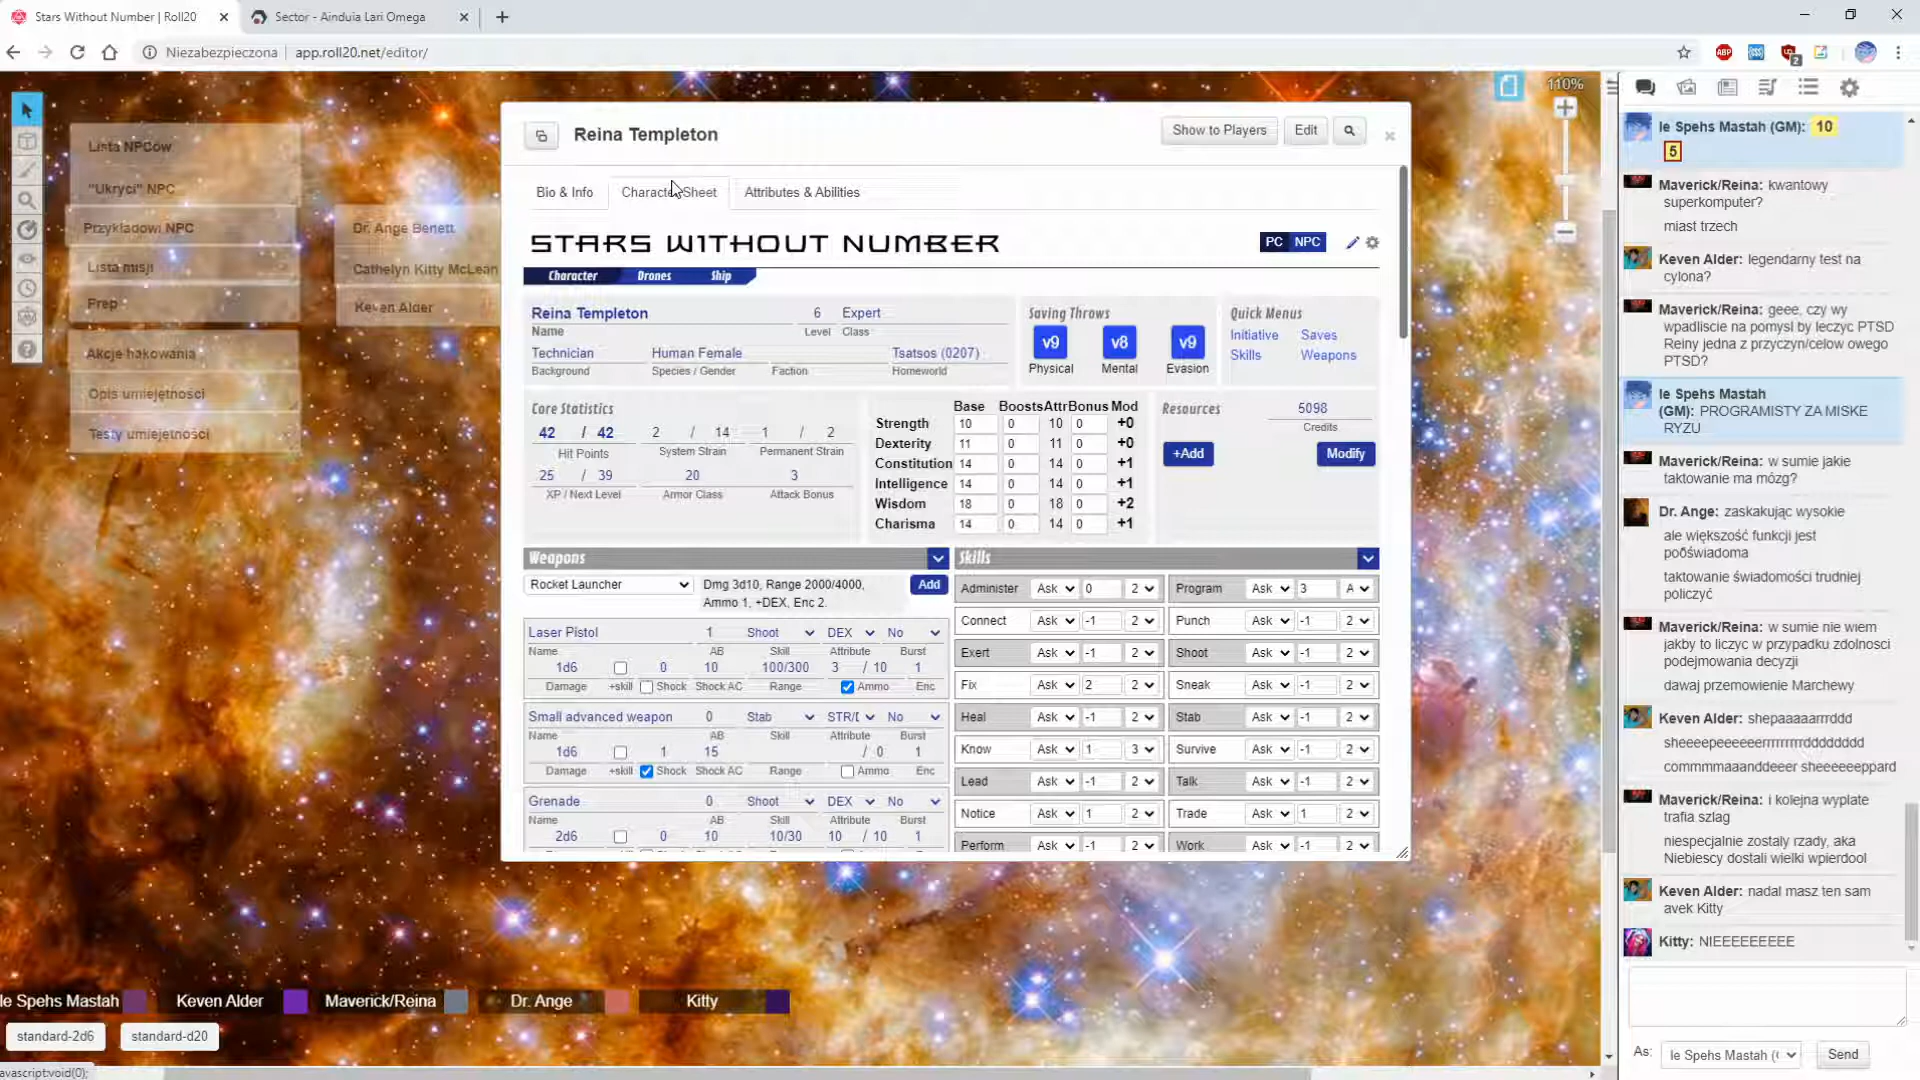 Stars Without Number | Roll20
Sector - Ainduia Lari Omega
Niezabezpieczona
app.roll20.net/editor/
ABP
2
110%
Lista NPCów
"Ukryci" NPC
Przykładowi NPC
Lista misji
Prep
Akcje hakowania
Opis umiejętności
Testy umiejętności
Dr. Ange Benett
Cathelyn Kitty McLean
Keven Alder
Reina Templeton
Show to Players
Edit
Bio & Info
Character Sheet
Attributes & Abilities
STARS WITHOUT NUMBER
PC NPC
Character Drones Ship
Reina Templeton 6 Expert
Name Level Class
Technician Human Female Tsatsos (0207)
Background Species / Gender Faction Homeworld
Saving Throws
v9 v8 v9
Physical Mental Evasion
Quick Menus
Initiative Saves
Skills Weapons
Core Statistics
42 / 42 2 / 14 1 / 2
Hit Points System Strain Permanent Strain
25 / 39 20 3
XP / Next Level Armor Class Attack Bonus
Base Boosts Attr Bonus Mod
Strength 10 0 10 0 +0
Dexterity 11 0 11 0 +0
Constitution 14 0 14 0 +1
Intelligence 14 0 14 0 +1
Wisdom 18 0 18 0 +2
Charisma 14 0 14 0 +1
Resources 5098
Credits
+Add Modify
Weapons
Rocket Launcher Dmg 3d10, Range 2000/4000, Add
Ammo 1, +DEX, Enc 2.
Laser Pistol 1 Shoot DEX No
Name AB Skill Attribute Burst
1d6 0 10 100/300 3 / 10 1
Damage +skill Shock Shock AC Range Ammo Enc
Small advanced weapon 0 Stab STR/D No
Name AB Skill Attribute Burst
1d6 1 15 / 0 1
Damage +skill Shock Shock AC Range Ammo Enc
Grenade 0 Shoot DEX No
Name AB Skill Attribute Burst
2d6 0 10 10/30 10 / 10 1
Skills
Administer Ask 0 2 Program Ask 3 A
Connect Ask -1 2 Punch Ask -1 2
Exert Ask -1 2 Shoot Ask -1 2
Fix Ask 2 2 Sneak Ask -1 2
Heal Ask -1 2 Stab Ask -1 2
Know Ask 1 3 Survive Ask -1 2
Lead Ask -1 2 Talk Ask -1 2
Notice Ask 1 2 Trade Ask 1 2
Perform Ask -1 2 Work Ask -1 2
le Spehs Mastah (GM): 10
5
Maverick/Reina: kwantowy
superkomputer?
miast trzech
Keven Alder: legendarny test na
cylona?
Maverick/Reina: geee, czy wy
wpadliscie na pomysl by leczyc PTSD
Reiny jedna z przyczyn/celow owego
PTSD?
le Spehs Mastah
(GM): PROGRAMISTY ZA MISKE
RYZU
Maverick/Reina: w sumie jakie
taktowanie ma mózg?
Dr. Ange: zaskakując wysokie
ale większość funkcji jest
poðświadoma
taktowanie świadomości trudniej
policzyć
Maverick/Reina: w sumie nie wiem
jakby to liczyc w przypadku zdolnosci
podejmowania decyzji
dawaj przemowienie Marchewy
Keven Alder: shepaaaaarrrddd
sheeeepeeeeerrrrrrrrdddddddd
commmmaaanddeeer sheeeeeeppard
Maverick/Reina: i kolejna wyplate
trafia szlag
niespecjalnie zostaly rzady, aka
Niebiescy dostali wielki wpierdool
Keven Alder: nadal masz ten sam
avek Kitty
Kitty: NIEEEEEEEEE
As: le Spehs Mastah (
Send
le Spehs Mastah
Keven Alder
Maverick/Reina
Dr. Ange
Kitty
standard-2d6
standard-d20
avascript:void(0);